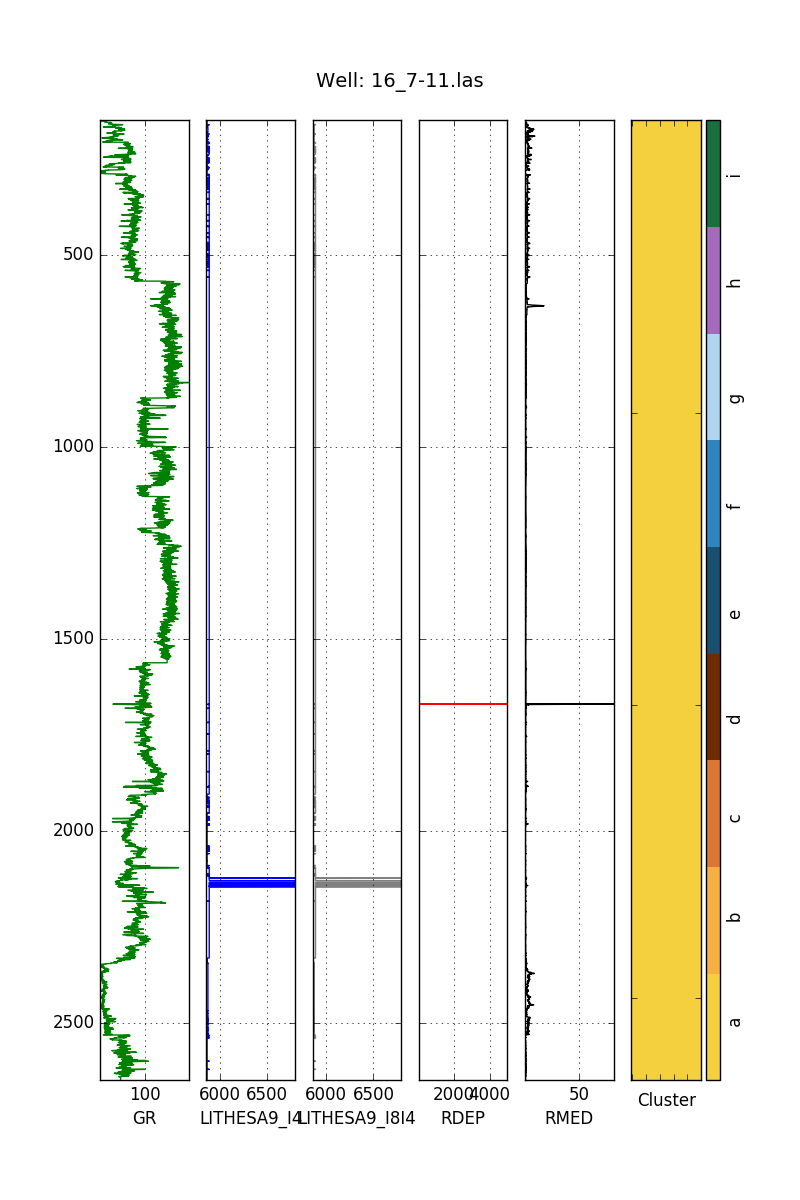 Well: 16_7-11.las
500
1000
1500
2000
2500
i
h
g
f
e
d
c
b
a
100
6000 6500
6000 6500
2000 4000
50
GR
LITHESA9_I4
LITHESA9_I8I4
RDEP
RMED
Cluster